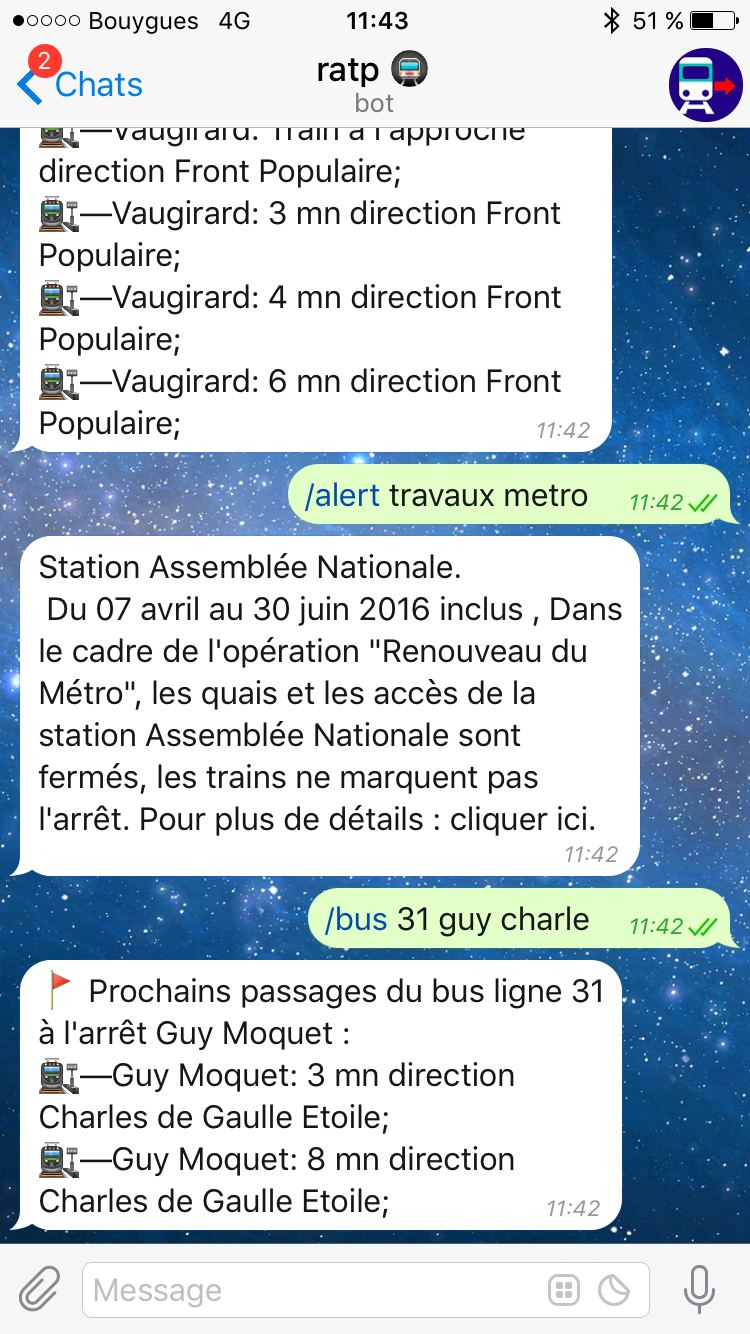 Bouygues 4G 11:43 51 %
2
Chats
ratp
bot
—Vaugirard: Train à l'approche
direction Front Populaire;
—Vaugirard: 3 mn direction Front
Populaire;
—Vaugirard: 4 mn direction Front
Populaire;
—Vaugirard: 6 mn direction Front
Populaire;
11:42
/alert travaux metro 11:42
Station Assemblée Nationale.
Du 07 avril au 30 juin 2016 inclus , Dans
le cadre de l'opération "Renouveau du
Métro", les quais et les accès de la
station Assemblée Nationale sont
fermés, les trains ne marquent pas
l'arrêt. Pour plus de détails : cliquer ici.
11:42
/bus 31 guy charle 11:42
Prochains passages du bus ligne 31
à l'arrêt Guy Moquet :
—Guy Moquet: 3 mn direction
Charles de Gaulle Etoile;
—Guy Moquet: 8 mn direction
Charles de Gaulle Etoile;
11:42
Message